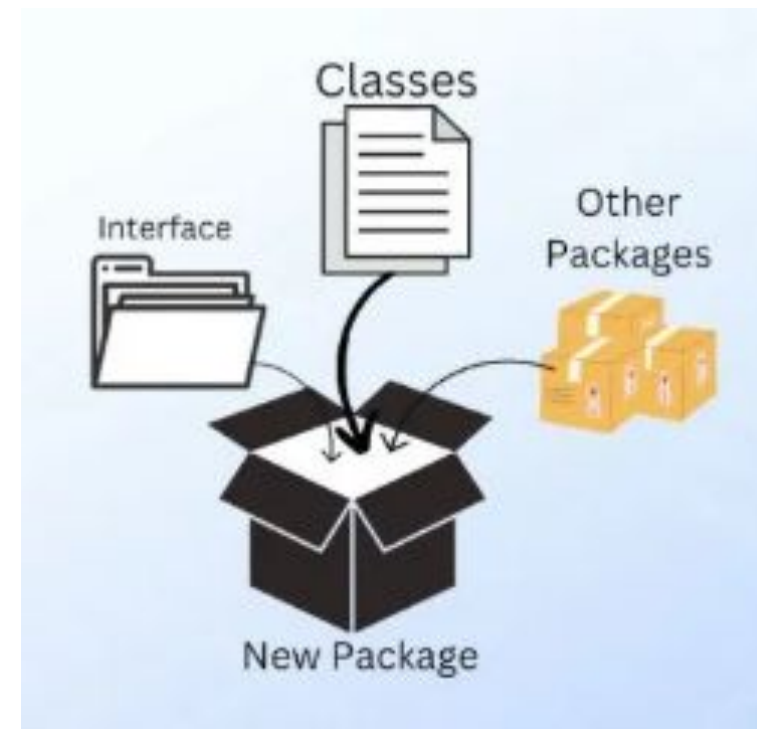 Classes
Interface
Other
Packages
New Package